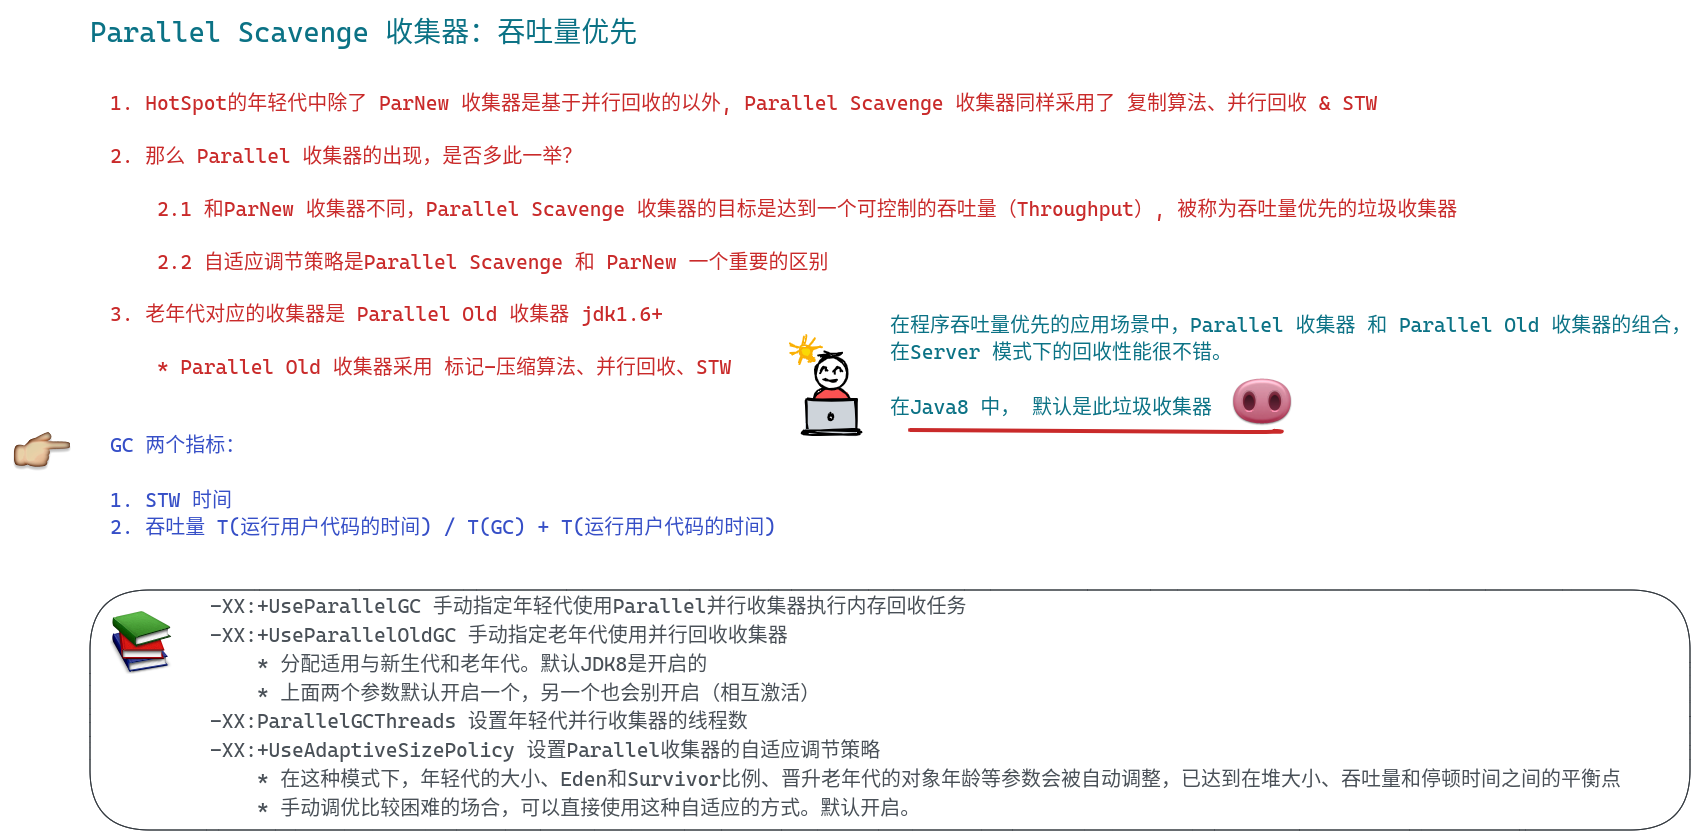 Parallel Scavenge 收集器：吞吐量优先
1. HotSpot的年轻代中除了 ParNew 收集器是基于并行回收的以外, Parallel Scavenge 收集器同样采用了 复制算法、并行回收 & STW
2. 那么 Parallel 收集器的出现，是否多此一举？
2.1 和ParNew 收集器不同，Parallel Scavenge 收集器的目标是达到一个可控制的吞吐量（Throughput）, 被称为吞吐量优先的垃圾收集器
2.2 自适应调节策略是Parallel Scavenge 和 ParNew 一个重要的区别
3. 老年代对应的收集器是 Parallel Old 收集器 jdk1.6+
* Parallel Old 收集器采用 标记-压缩算法、并行回收、STW
在程序吞吐量优先的应用场景中，Parallel 收集器 和 Parallel Old 收集器的组合，
在Server 模式下的回收性能很不错。
在Java8 中， 默认是此垃圾收集器
GC 两个指标：
1. STW 时间
2. 吞吐量 T(运行用户代码的时间) / T(GC) + T(运行用户代码的时间)
-XX:+UseParallelGC 手动指定年轻代使用Parallel并行收集器执行内存回收任务
-XX:+UseParallelOldGC 手动指定老年代使用并行回收收集器
* 分配适用与新生代和老年代。默认JDK8是开启的
* 上面两个参数默认开启一个，另一个也会别开启（相互激活）
-XX:ParallelGCThreads 设置年轻代并行收集器的线程数
-XX:+UseAdaptiveSizePolicy 设置Parallel收集器的自适应调节策略
* 在这种模式下，年轻代的大小、Eden和Survivor比例、晋升老年代的对象年龄等参数会被自动调整，已达到在堆大小、吞吐量和停顿时间之间的平衡点
* 手动调优比较困难的场合，可以直接使用这种自适应的方式。默认开启。